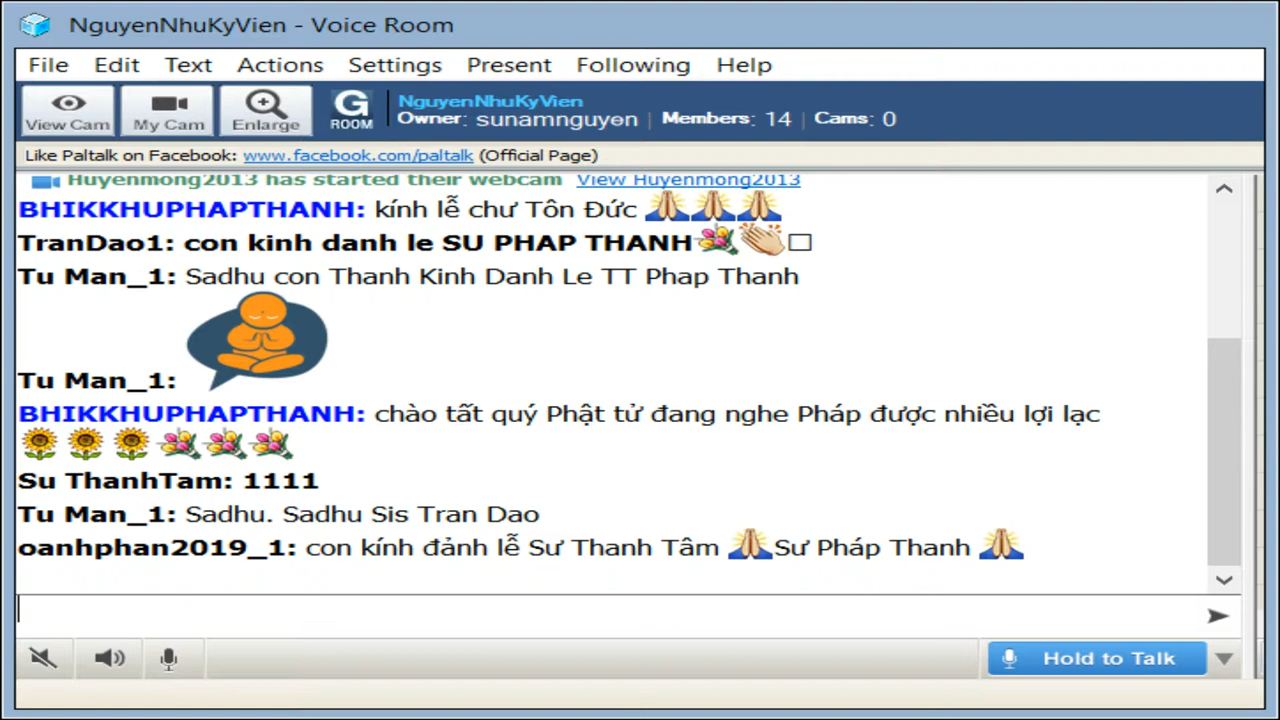 NguyenNhuKyVien - Voice Room
File Edit Text Actions Settings Present Following Help
View Cam My Cam Enlarge G ROOM
NguyenNhuKyVien
Owner: sunamnguyen | Members: 14 | Cams: 0
Like Paltalk on Facebook: www.facebook.com/paltalk (Official Page)
Huyenmong2013 has started their webcam View Huyenmong2013
BHIKKHUPHAPTHANH: kính lễ chư Tôn Đức 🙏🙏🙏
TranDao1: con kinh danh le SU PHAP THANH💐👏□
Tu Man_1: Sadhu con Thanh Kinh Danh Le TT Phap Thanh
Tu Man_1:
BHIKKHUPHAPTHANH: chào tất quý Phật tử đang nghe Pháp được nhiều lợi lạc
🌻🌻🌻💐💐💐
Su ThanhTam: 1111
Tu Man_1: Sadhu. Sadhu Sis Tran Dao
oanhphan2019_1: con kính đảnh lễ Sư Thanh Tâm 🙏Sư Pháp Thanh 🙏
Hold to Talk